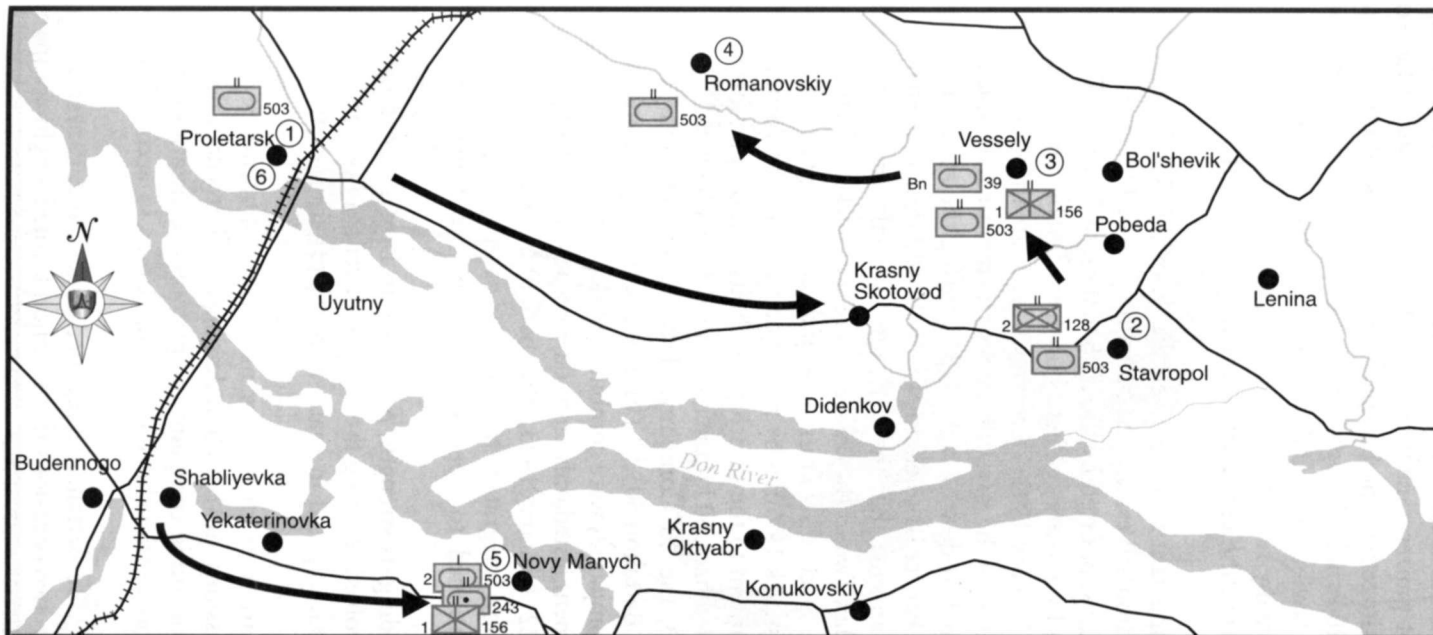 ④
Romanovskiy
503
503
Proletarsk ①
⑥
Vessely
③
Bol'shevik
Bn 39
1 156
503
Pobeda
N
Uyutny
Krasny
Skotovod
Lenina
2 128
②
503
Stavropol
Didenkov
Don River
Budennogo
Shabliyevka
Yekaterinovka
Krasny
Oktyabr
⑤ Novy Manych
2 503
243
1 156
Konukovskiy